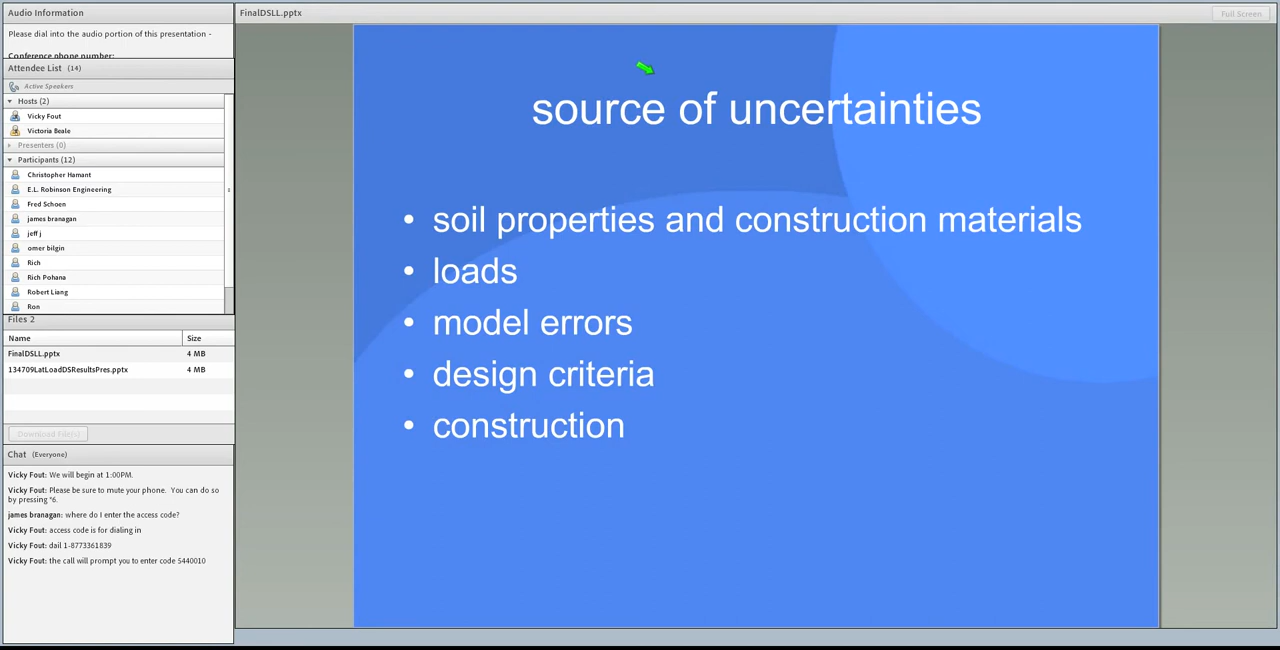 Audio Information
Please dial into the audio portion of this presentation -
Conference phone number:
Attendee List (14)
Active Speakers
Hosts (2)
Vicky Fout
Victoria Beale
Presenters (0)
Participants (12)
Christopher Hamant
E.L. Robinson Engineering
Fred Schoen
james branagan
jeff j
omer bilgin
Rich
Rich Pohana
Robert Liang
Ron
Files 2
Name Size
FinalDSLL.pptx 4 MB
134709LatLoadDSResultsPres.pptx 4 MB
Download File(s)
Chat (Everyone)
Vicky Fout: We will begin at 1:00PM.
Vicky Fout: Please be sure to mute your phone. You can do so
by pressing *6.
james branagan: where do I enter the access code?
Vicky Fout: access code is for dialing in
Vicky Fout: dail 1-8773361839
Vicky Fout: the call will prompt you to enter code 5440010
FinalDSLL.pptx
Full Screen
source of uncertainties
• soil properties and construction materials
• loads
• model errors
• design criteria
• construction